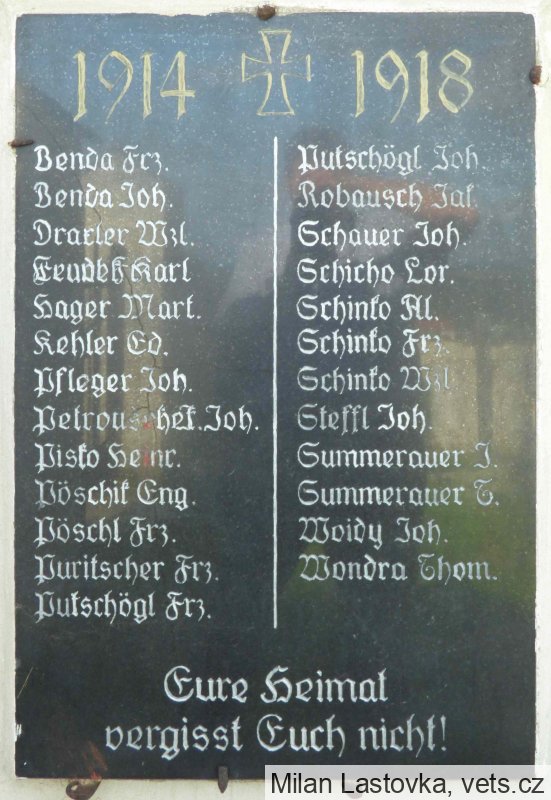 1914 1918
Benda Frz.
Benda Joh.
Draxler Wzl.
Karl
Hager Mart.
Kehler Ed.
Pfleger Joh.
Petrouschek Joh.
Pisko Heinr.
Pöschik Eng.
Pöschl Frz.
Puritscher Frz.
Putschögl Frz.
Putschögl Joh.
Robausch Jak.
Schauer Joh.
Schicho Lor.
Schinko Al.
Schinko Frz.
Schinko Wzl.
Steffl Joh.
Summerauer J.
Summerauer T.
Woidy Joh.
Wondra Thom.
Eure Heimat
vergisst Euch nicht!
Milan Lastovka, vets.cz